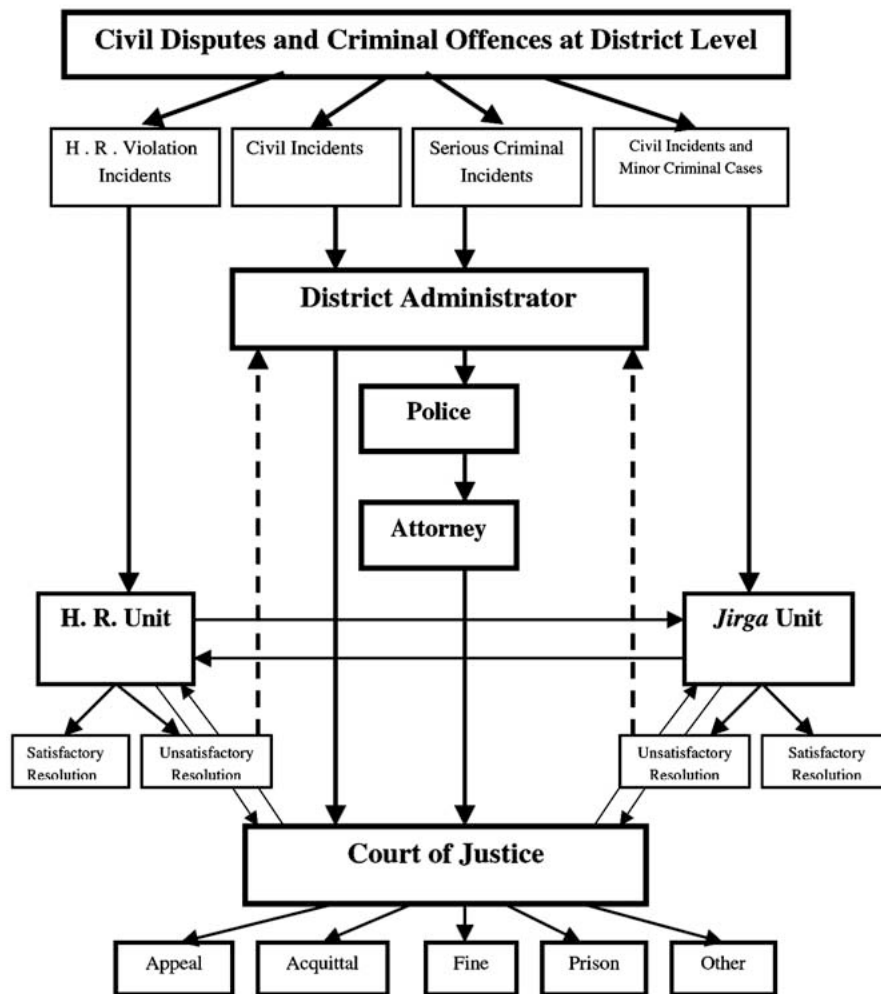 Civil Disputes and Criminal Offences at District Level
H . R . Violation
Incidents
Civil Incidents
Serious Criminal
Incidents
Civil Incidents and
Minor Criminal Cases
District Administrator
Police
Attorney
H. R. Unit
Jirga Unit
Satisfactory
Resolution
Unsatisfactory
Resolution
Unsatisfactory
Resolution
Satisfactory
Resolution
Court of Justice
Appeal
Acquittal
Fine
Prison
Other